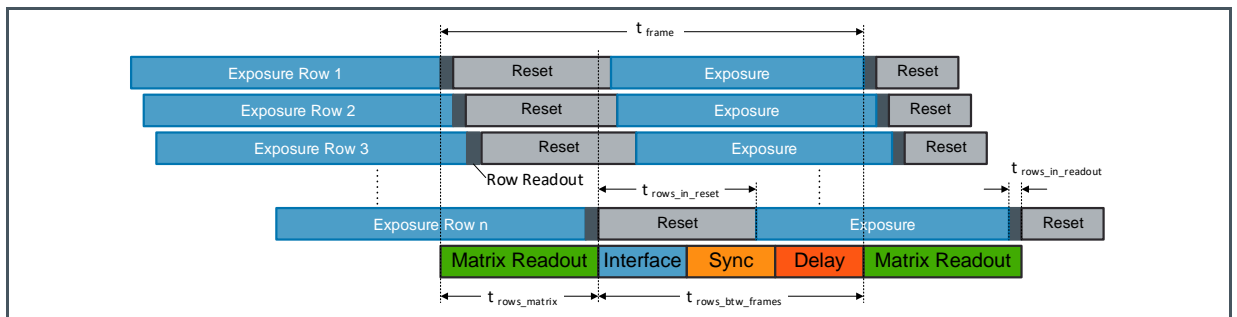 t frame
Exposure Row 1 Reset Exposure Reset
Exposure Row 2 Reset Exposure Reset
Exposure Row 3 Reset Exposure Reset
Row Readout t rows_in_reset t rows_in_readout
Exposure Row n Reset Exposure Reset
Matrix Readout Interface Sync Delay Matrix Readout
t rows_matrix t rows_btw_frames